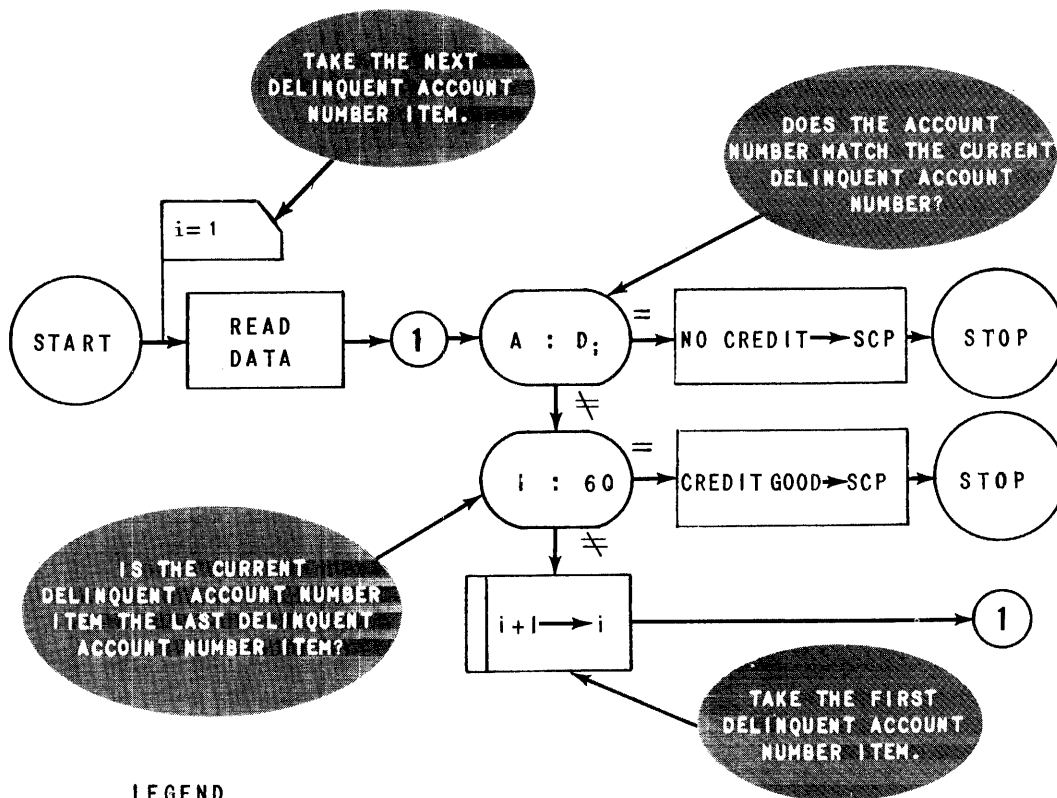 TAKE THE NEXT
DELINQUENT ACCOUNT
NUMBER ITEM.
DOES THE ACCOUNT
NUMBER MATCH THE CURRENT
DELINQUENT ACCOUNT
NUMBER?
i=1
START
READ
DATA
1
A : Di
=
NO CREDIT→SCP
STOP
≠
i : 60
=
CREDIT GOOD→SCP
STOP
≠
IS THE CURRENT
DELINQUENT ACCOUNT NUMBER
ITEM THE LAST DELINQUENT
ACCOUNT NUMBER ITEM?
i+1→i
1
TAKE THE FIRST
DELINQUENT ACCOUNT
NUMBER ITEM.
LEGEND